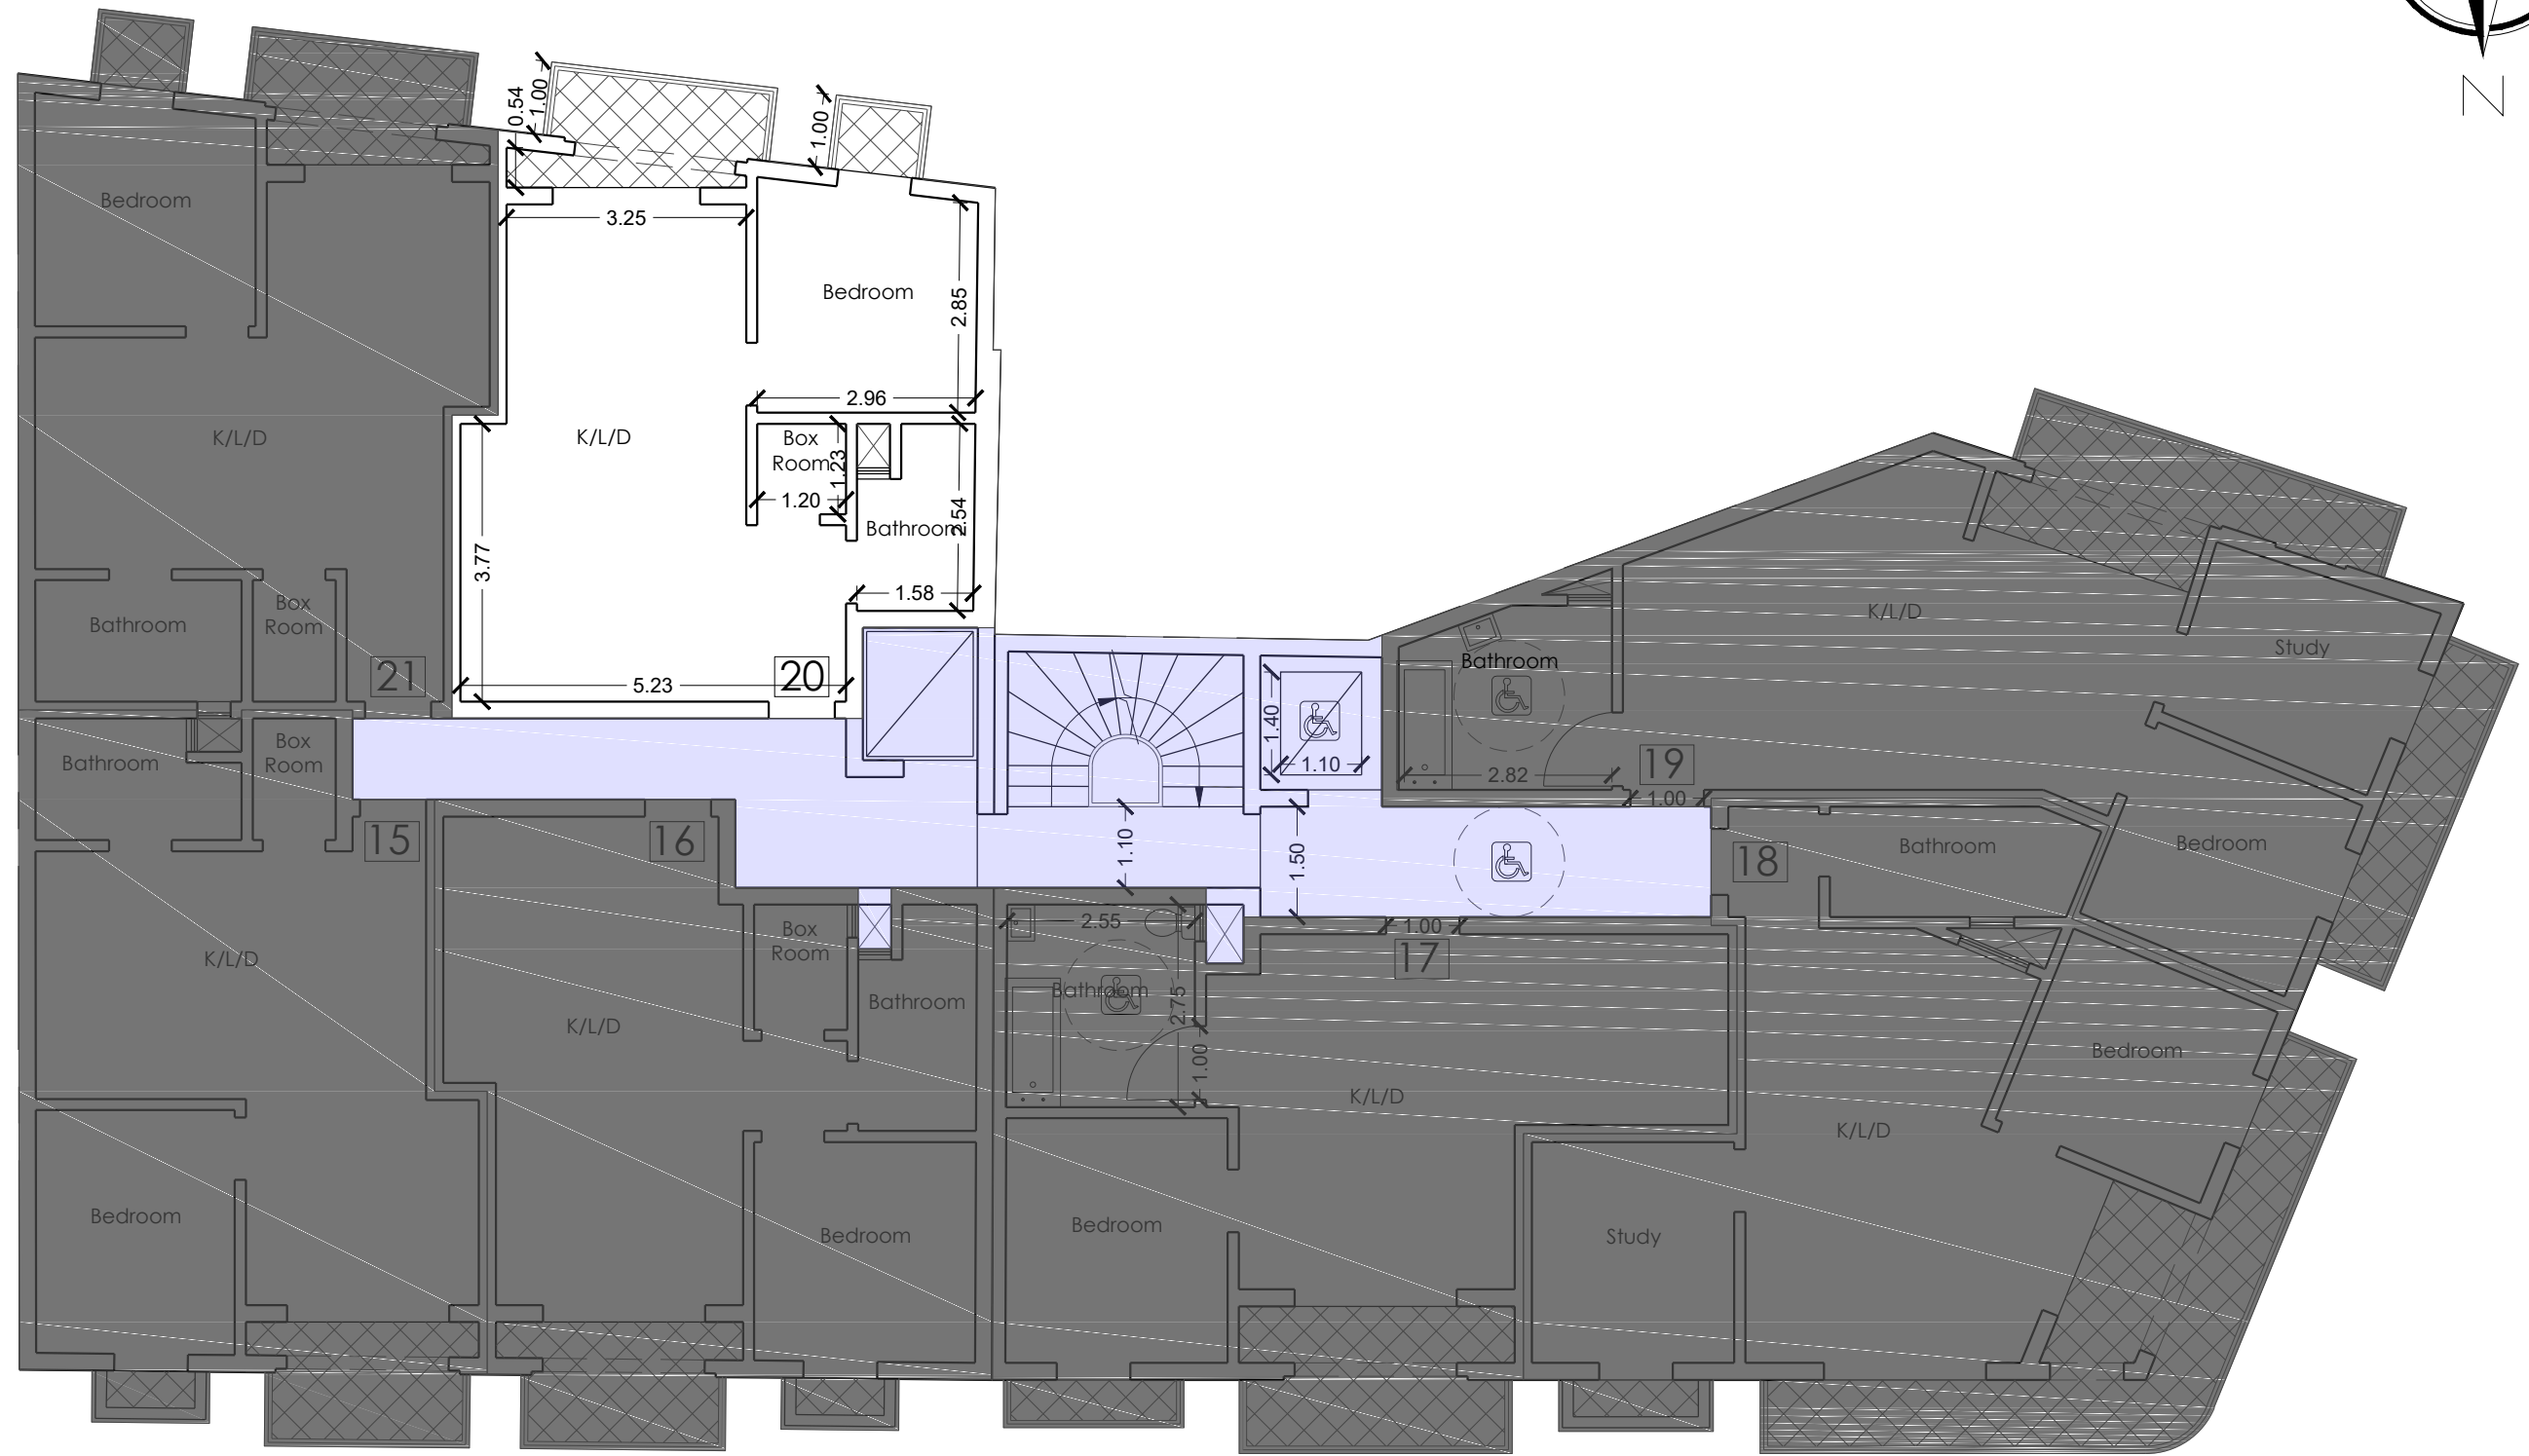 N
0.54
1.00
1.00
Bedroom
3.25
Bedroom
2.85
2.96
K/L/D
K/L/D
Box
Room
1.23
1.20
Bathroom
2.54
3.77
1.58
Box
Room
Bathroom
21
5.23
20
K/L/D
Study
Bathroom
1.40
1.10
2.82
19
1.00
Bathroom
Box
Room
15
16
1.10
1.50
18
Bathroom
Bedroom
K/L/D
Box
Room
2.55
1.00
17
Bathroom
Bathroom
2.75
K/L/D
1.00
K/L/D
Bedroom
K/L/D
Bedroom
Bedroom
Bedroom
Study